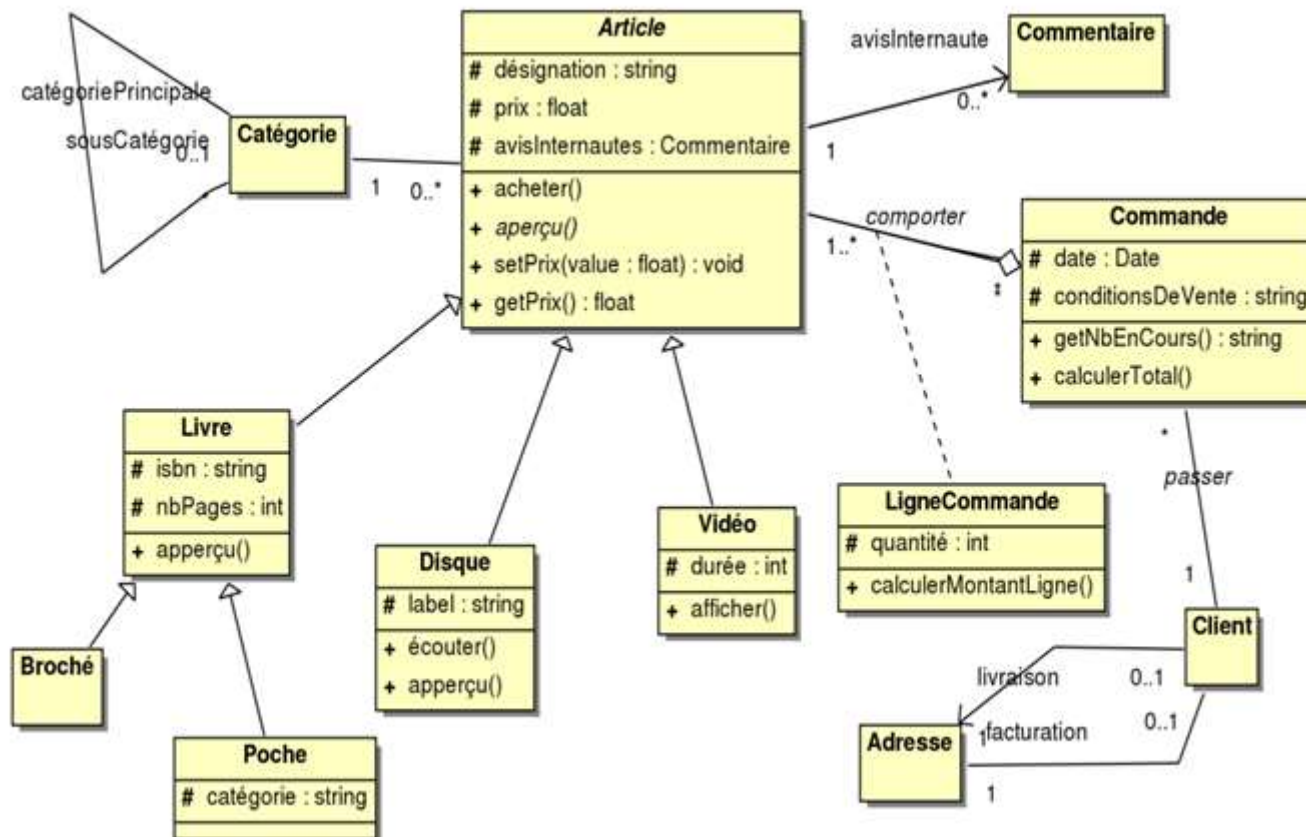 Article
# désignation : string
# prix : float
# avisInternautes : Commentaire
+ acheter()
+ aperçu()
+ setPrix(value : float) : void
+ getPrix() : float
avisInternaute
Commentaire
0..*
1
catégoriePrincipale
sousCatégorie
0..1
*
Catégorie
1
0..*
comporter
1..*
*
Commande
# date : Date
# conditionsDeVente : string
+ getNbEnCours() : string
+ calculerTotal()
*
passer
1
Livre
# isbn : string
# nbPages : int
+ apperçu()
Disque
# label : string
+ écouter()
+ apperçu()
Vidéo
# durée : int
+ afficher()
LigneCommande
# quantité : int
+ calculerMontantLigne()
Client
Broché
Poche
# catégorie : string
livraison
0..1
1
facturation
0..1
Adresse
1